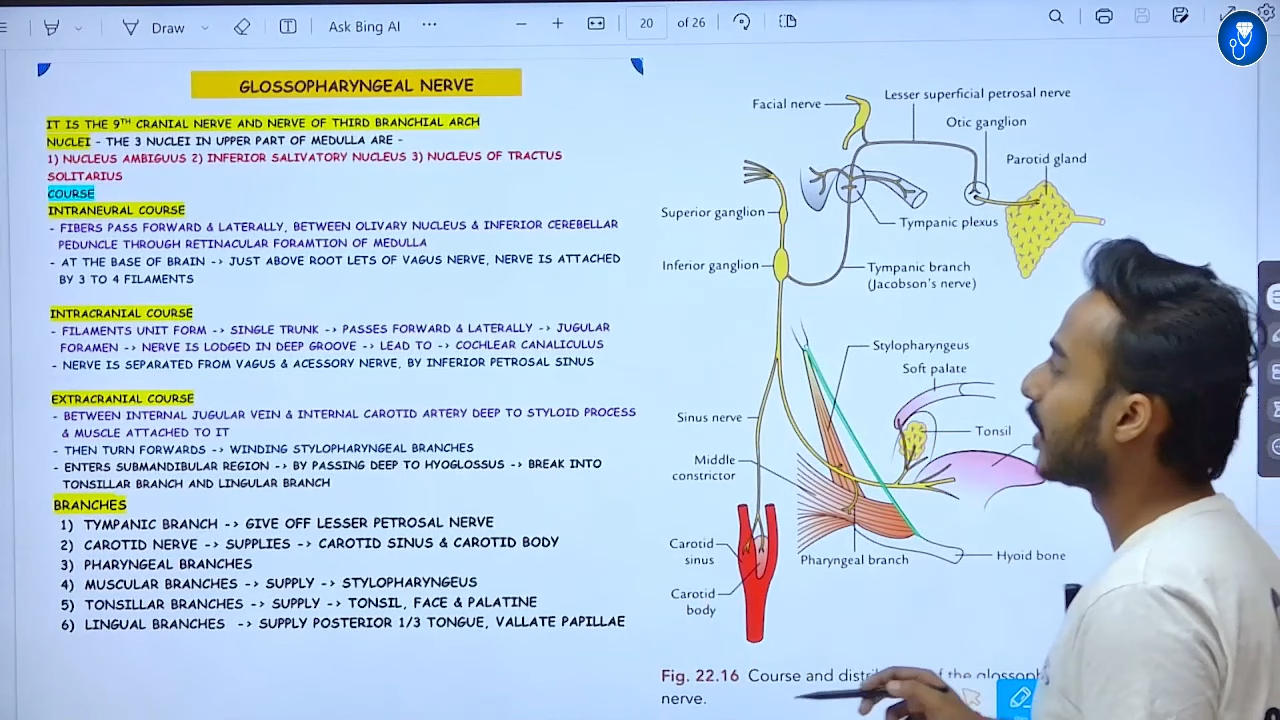 Draw
Ask Bing AI
20 of 26
GLOSSOPHARYNGEAL NERVE
IT IS THE 9TH CRANIAL NERVE AND NERVE OF THIRD BRANCHIAL ARCH
NUCLEI - THE 3 NUCLEI IN UPPER PART OF MEDULLA ARE -
1) NUCLEUS AMBIGUUS 2) INFERIOR SALIVATORY NUCLEUS 3) NUCLEUS OF TRACTUS
SOLITARIUS
COURSE
INTRANEURAL COURSE
- FIBERS PASS FORWARD & LATERALLY, BETWEEN OLIVARY NUCLEUS & INFERIOR CEREBELLAR
PEDUNCLE THROUGH RETINACULAR FORAMTION OF MEDULLA
- AT THE BASE OF BRAIN -> JUST ABOVE ROOT LETS OF VAGUS NERVE, NERVE IS ATTACHED
BY 3 TO 4 FILAMENTS
INTRACRANIAL COURSE
- FILAMENTS UNIT FORM -> SINGLE TRUNK -> PASSES FORWARD & LATERALLY -> JUGULAR
FORAMEN -> NERVE IS LODGED IN DEEP GROOVE -> LEAD TO -> COCHLEAR CANALICULUS
- NERVE IS SEPARATED FROM VAGUS & ACESSORY NERVE, BY INFERIOR PETROSAL SINUS
EXTRACRANIAL COURSE
- BETWEEN INTERNAL JUGULAR VEIN & INTERNAL CAROTID ARTERY DEEP TO STYLOID PROCESS
& MUSCLE ATTACHED TO IT
- THEN TURN FORWARDS -> WINDING STYLOPHARYNGEAL BRANCHES
- ENTERS SUBMANDIBULAR REGION -> BY PASSING DEEP TO HYOGLOSSUS -> BREAK INTO
TONSILLAR BRANCH AND LINGULAR BRANCH
BRANCHES
1) TYMPANIC BRANCH -> GIVE OFF LESSER PETROSAL NERVE
2) CAROTID NERVE -> SUPPLIES -> CAROTID SINUS & CAROTID BODY
3) PHARYNGEAL BRANCHES
4) MUSCULAR BRANCHES -> SUPPLY -> STYLOPHARYNGEUS
5) TONSILLAR BRANCHES -> SUPPLY -> TONSIL, FACE & PALATINE
6) LINGUAL BRANCHES -> SUPPLY POSTERIOR 1/3 TONGUE, VALLATE PAPILLAE
Facial nerve
Lesser superficial petrosal nerve
Otic ganglion
Parotid gland
Superior ganglion
Tympanic plexus
Inferior ganglion
Tympanic branch
(Jacobson's nerve)
Stylopharyngeus
Soft palate
Sinus nerve
Tonsil
Middle
constrictor
Carotid
sinus
Pharyngeal branch
Hyoid bone
Carotid
body
Fig. 22.16 Course and of the
nerve.